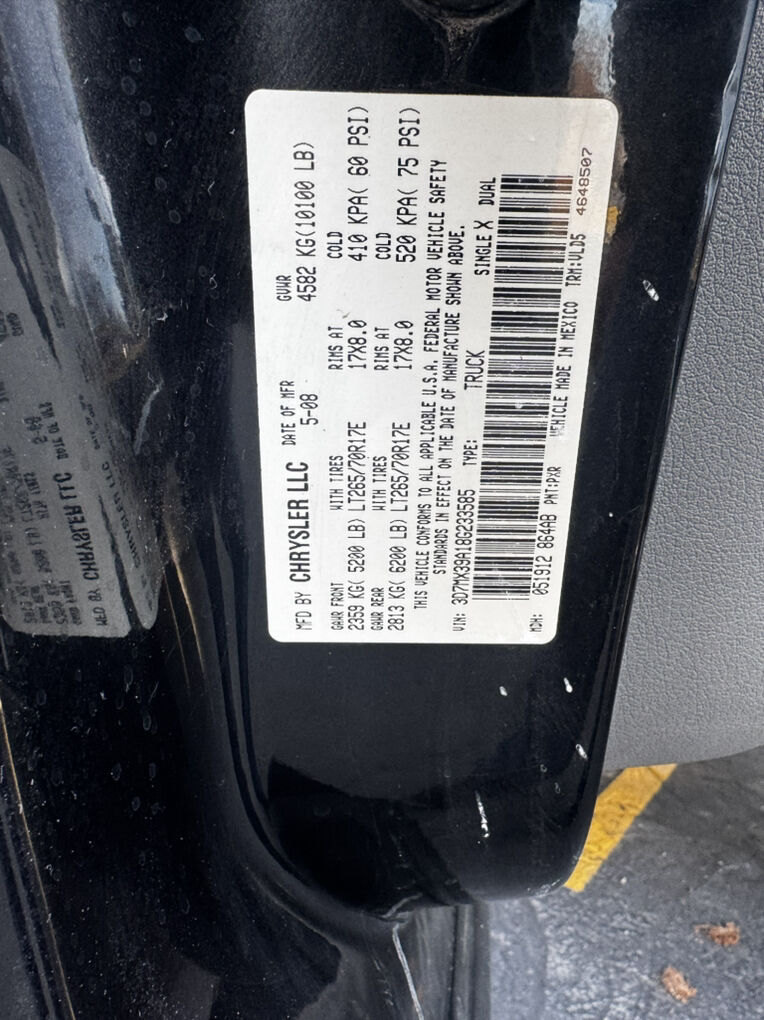 MFD BY CHRYSLER LLC DATE OF MFR 5-08 GVWR 4582 KG(10100 LB)
GAWR FRONT WITH TIRES RIMS AT COLD
2359 KG( 5200 LB) LT265/70R17E 17X8.0 410 KPA( 60 PSI)
GAWR REAR WITH TIRES RIMS AT COLD
2813 KG( 6200 LB) LT265/70R17E 17X8.0 520 KPA( 75 PSI)
THIS VEHICLE CONFORMS TO ALL APPLICABLE U.S.A. FEDERAL MOTOR VEHICLE SAFETY
STANDARDS IN EFFECT ON THE DATE OF MANUFACTURE SHOWN ABOVE.
VIN: 3D7MX39A18G233585 TYPE: TRUCK SINGLE X DUAL
MDH: 051912 864AB PNT:PXR VEHICLE MADE IN MEXICO TRM:VLD5 4648507